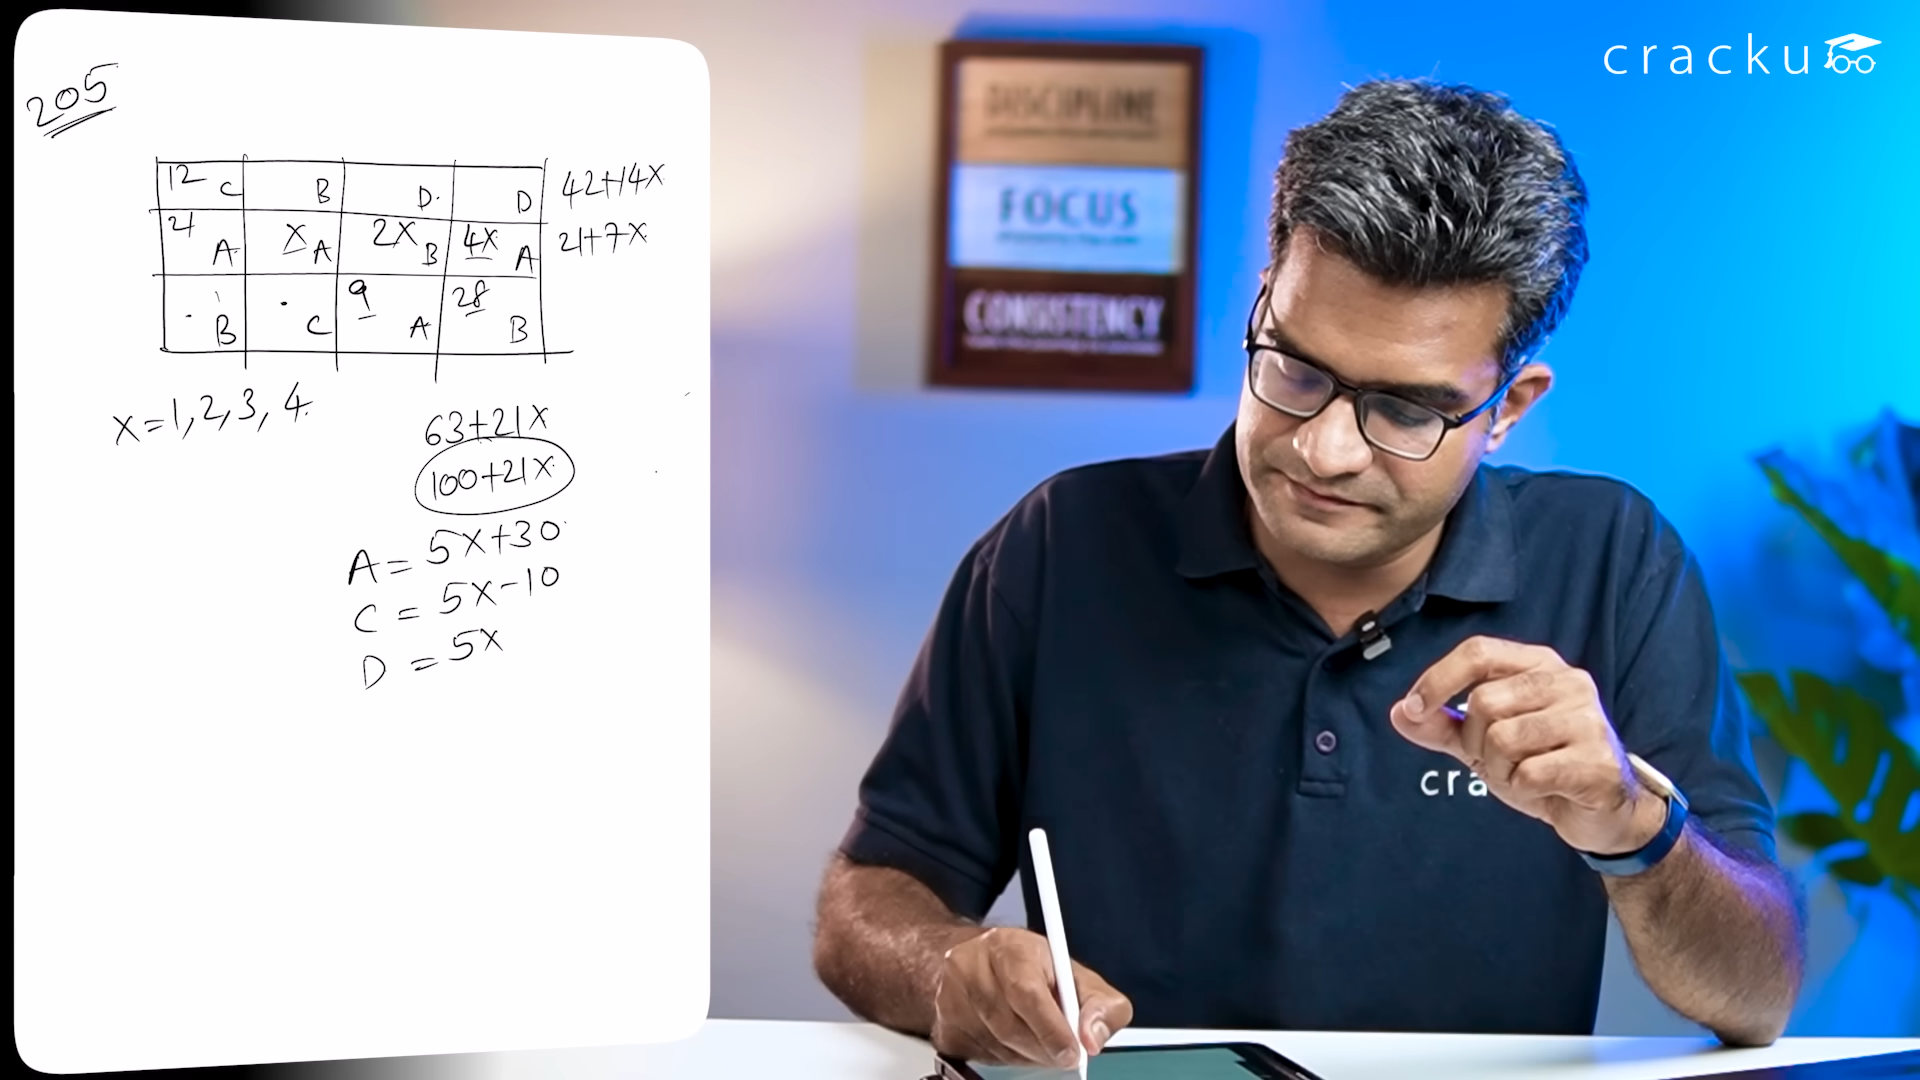 205
12 C B D D 42+14x
21 A x A 2x B 4x A 21+7x
B C 9 A 28 B
x=1,2,3,4
63+21x
100+21x
A = 5x+30
C = 5x-10
D = 5x
DISCIPLINE
FOCUS
CONSISTENCY
cracku
cra